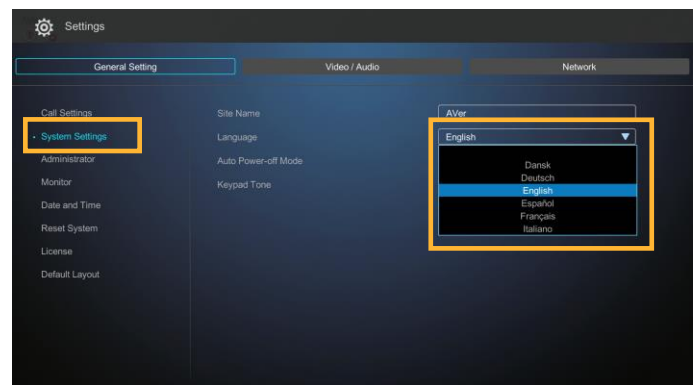 Settings
General Setting
Video / Audio
Network
Call Settings
Site Name
AVer
System Settings
Language
English
Administrator
Auto Power-off Mode
Monitor
Keypad Tone
Date and Time
Reset System
License
Default Layout
Dansk
Deutsch
English
Español
Français
Italiano